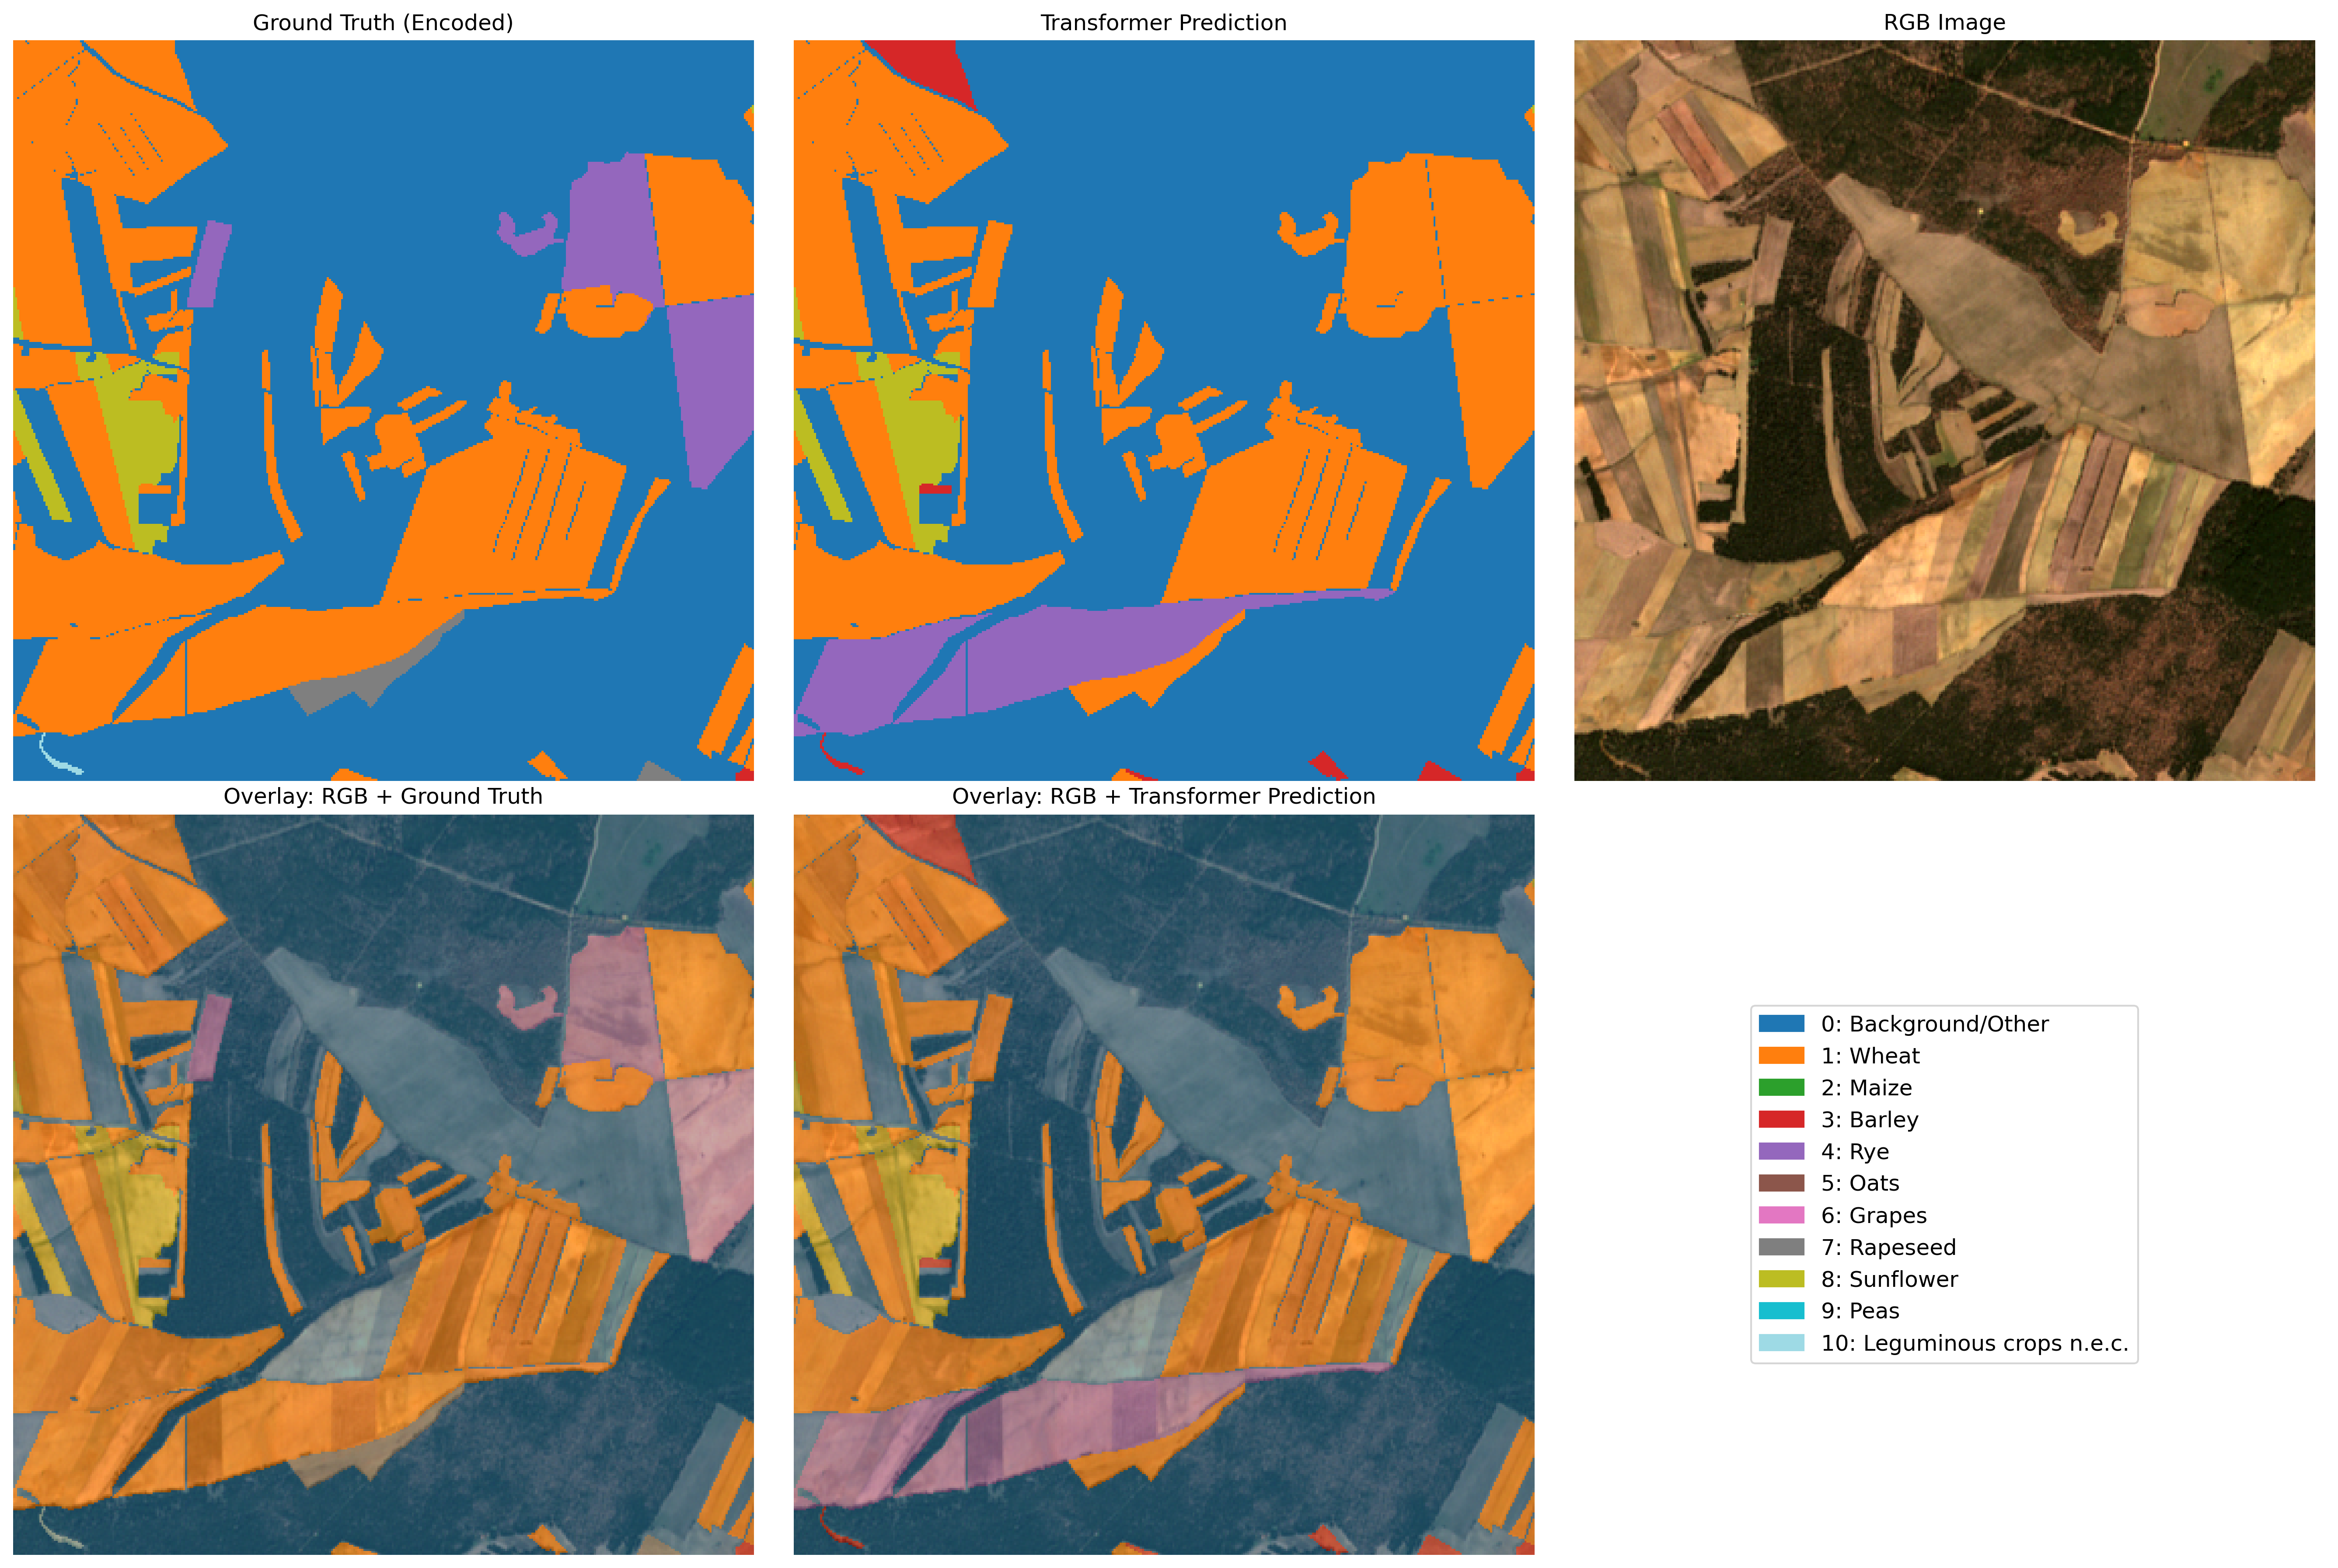 Ground Truth (Encoded)
Transformer Prediction
RGB Image
Overlay: RGB + Ground Truth
Overlay: RGB + Transformer Prediction
0: Background/Other
1: Wheat
2: Maize
3: Barley
4: Rye
5: Oats
6: Grapes
7: Rapeseed
8: Sunflower
9: Peas
10: Leguminous crops n.e.c.